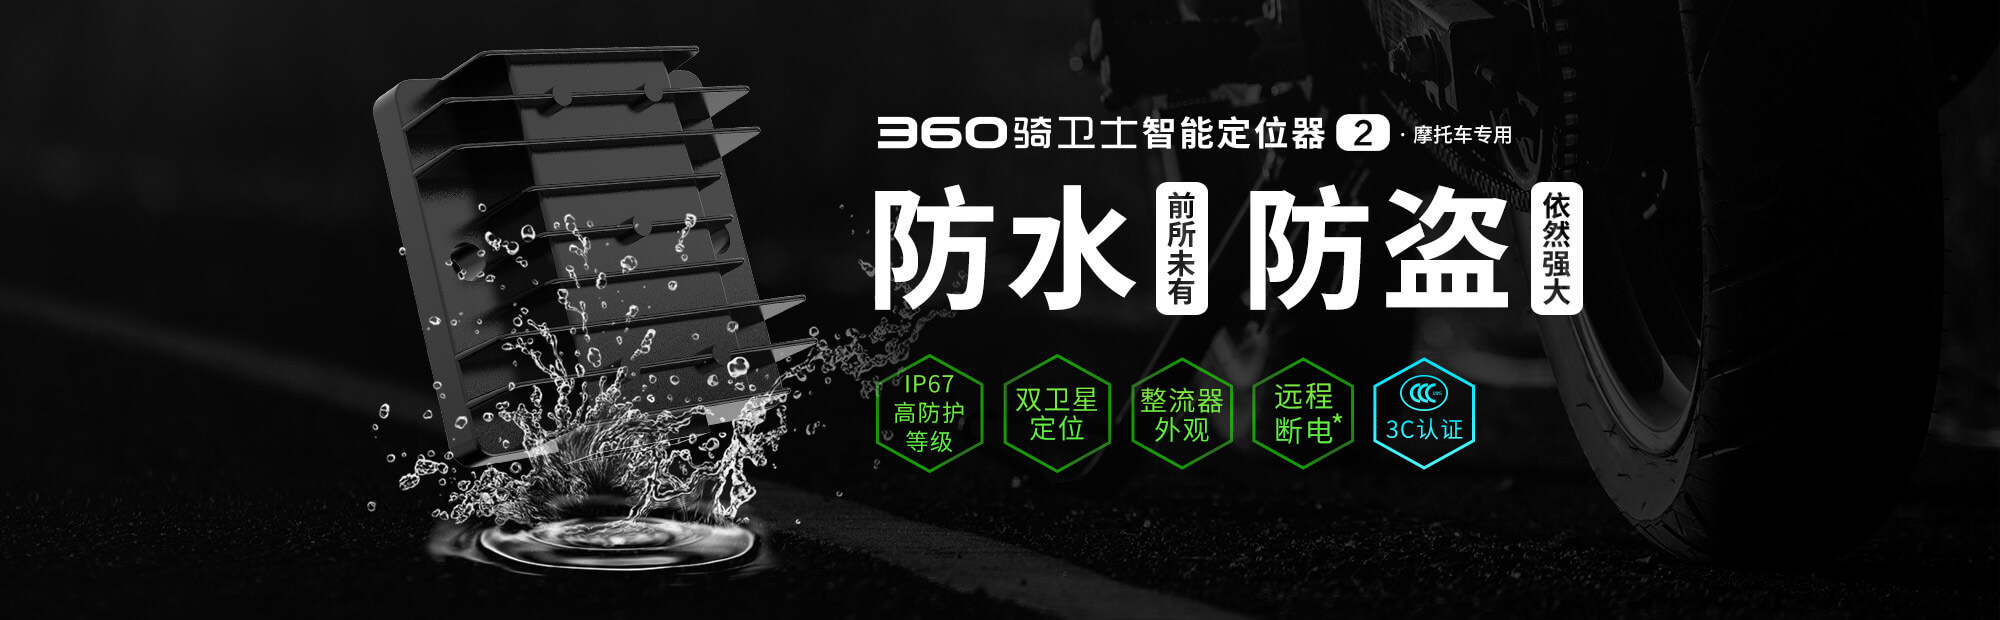 360骑卫士智能定位器 2 · 摩托车专用
防水 前所未有 防盗 依然强大
IP67
高防护
等级
双卫星
定位
整流器
外观
远程
断电*
CCC
3C认证